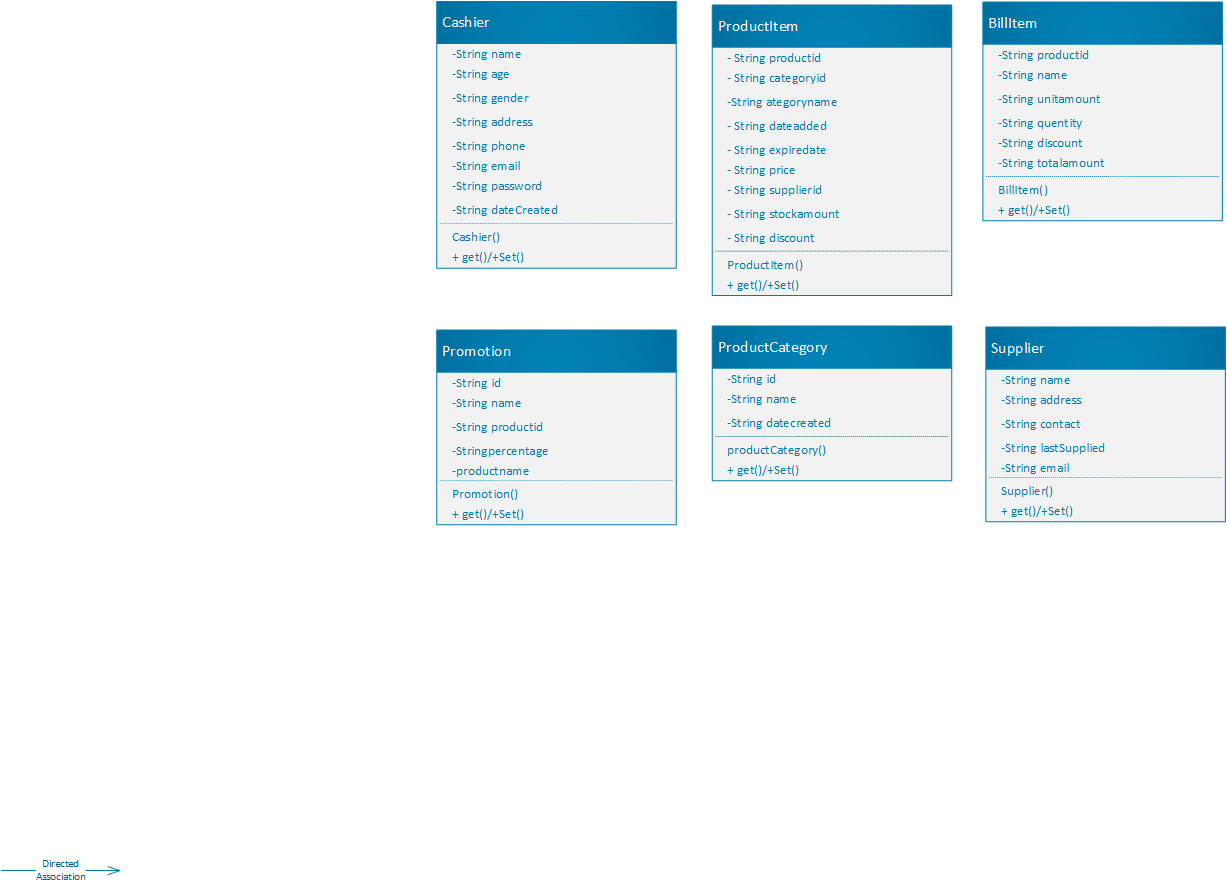 Cashier
-String name
-String age
-String gender
-String address
-String phone
-String email
-String password
-String dateCreated
Cashier()
+ get()/+Set()
ProductItem
- String productid
- String categoryid
-String ategoryname
- String dateadded
- String expiredate
- String price
- String supplierid
- String stockamount
- String discount
ProductItem()
+ get()/+Set()
BillItem
-String productid
-String name
-String unitamount
-String quentity
-String discount
-String totalamount
BillItem()
+ get()/+Set()
Promotion
-String id
-String name
-String productid
-Stringpercentage
-productname
Promotion()
+ get()/+Set()
ProductCategory
-String id
-String name
-String datecreated
productCategory()
+ get()/+Set()
Supplier
-String name
-String address
-String contact
-String lastSupplied
-String email
Supplier()
+ get()/+Set()
Directed
Association